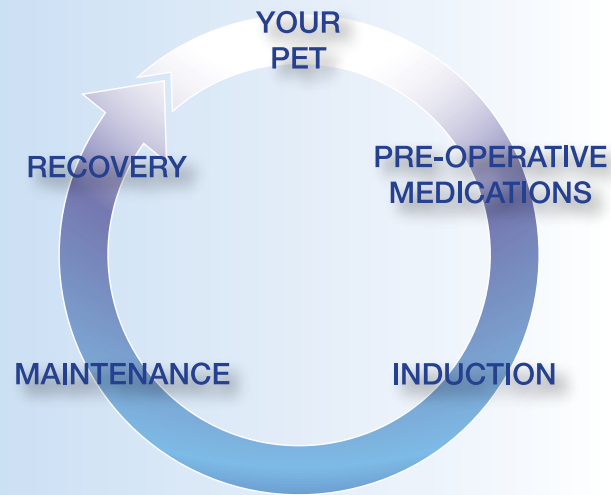 YOUR
PET
PRE-OPERATIVE
MEDICATIONS
INDUCTION
MAINTENANCE
RECOVERY